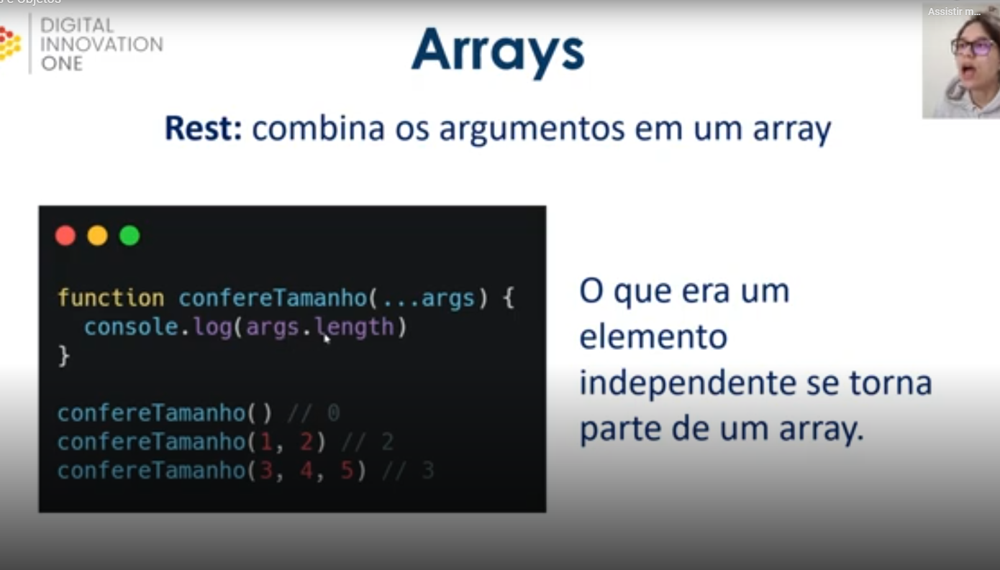 s e Objetos
Assistir m...
DIGITAL
INNOVATION
ONE
Arrays
Rest: combina os argumentos em um array
function confereTamanho(...args) {
console.log(args.length)
}
confereTamanho() // 0
confereTamanho(1, 2) // 2
confereTamanho(3, 4, 5) // 3
O que era um
elemento
independente se torna
parte de um array.